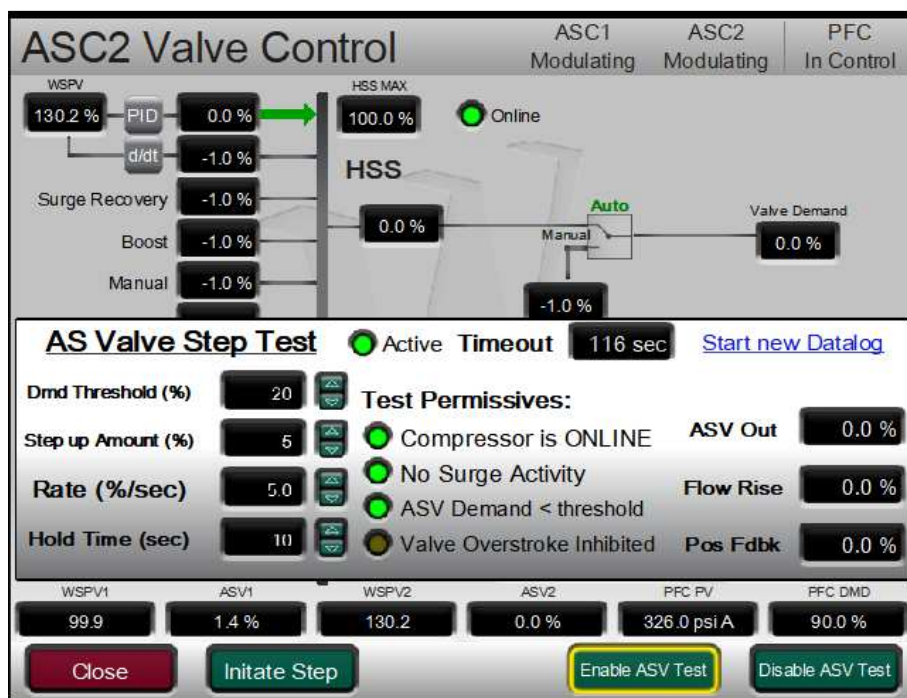 ASC2 Valve Control
ASC1 ASC2 PFC
Modulating Modulating In Control
WSPV
130.2 %
PID
0.0 %
HSS MAX
100.0 %
Online
d/dt
-1.0 %
HSS
Surge Recovery
-1.0 %
0.0 %
Auto
Manual
Valve Demand
0.0 %
Boost
-1.0 %
Manual
-1.0 %
-1.0 %
AS Valve Step Test
Active
Timeout
116 sec
Start new Datalog
Dmd Threshold (%)
20
Step up Amount (%)
5
Rate (%/sec)
5.0
Hold Time (sec)
10
Test Permissives:
Compressor is ONLINE
No Surge Activity
ASV Demand < threshold
Valve Overstroke Inhibited
ASV Out
0.0 %
Flow Rise
0.0 %
Pos Fdbk
0.0 %
WSPV1 ASV1 WSPV2 ASV2 PFC PV PFC DMD
99.9 1.4 % 130.2 0.0 % 326.0 psi A 90.0 %
Close
Initate Step
Enable ASV Test
Disable ASV Test